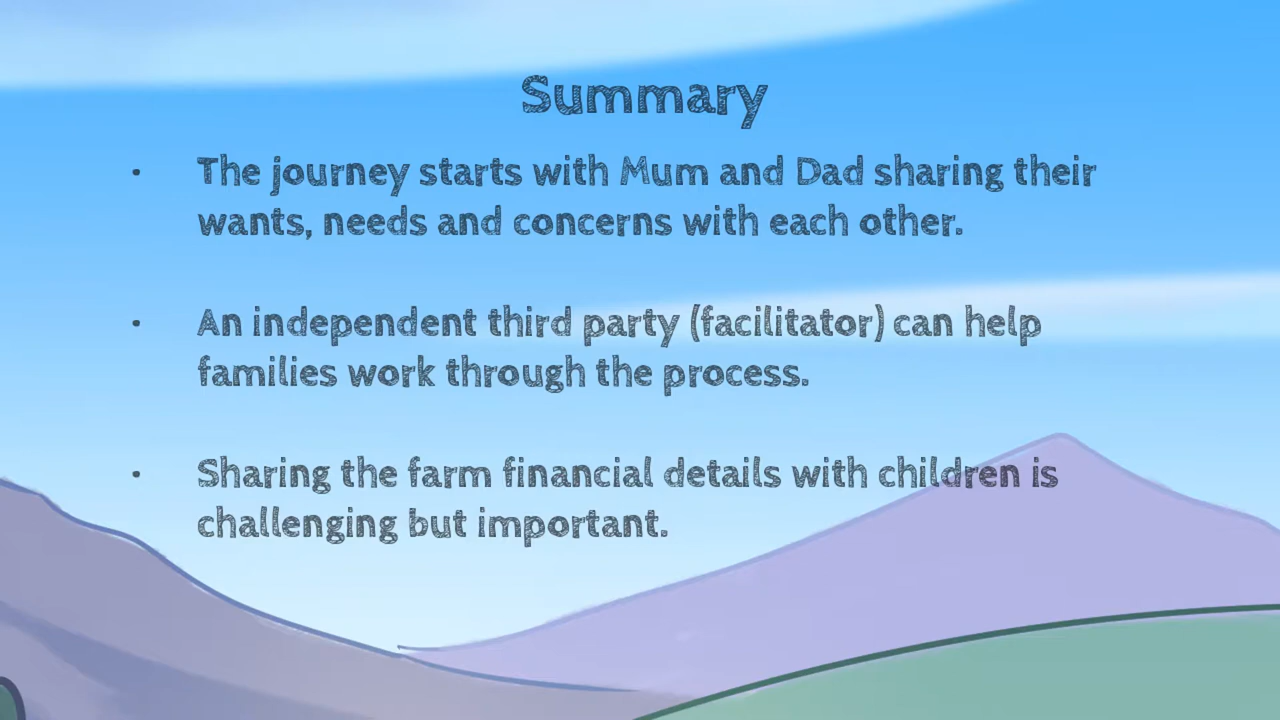 Summary
• The journey starts with Mum and Dad sharing their
wants, needs and concerns with each other.
• An independent third party (facilitator) can help
families work through the process.
• Sharing the farm financial details with children is
challenging but important.